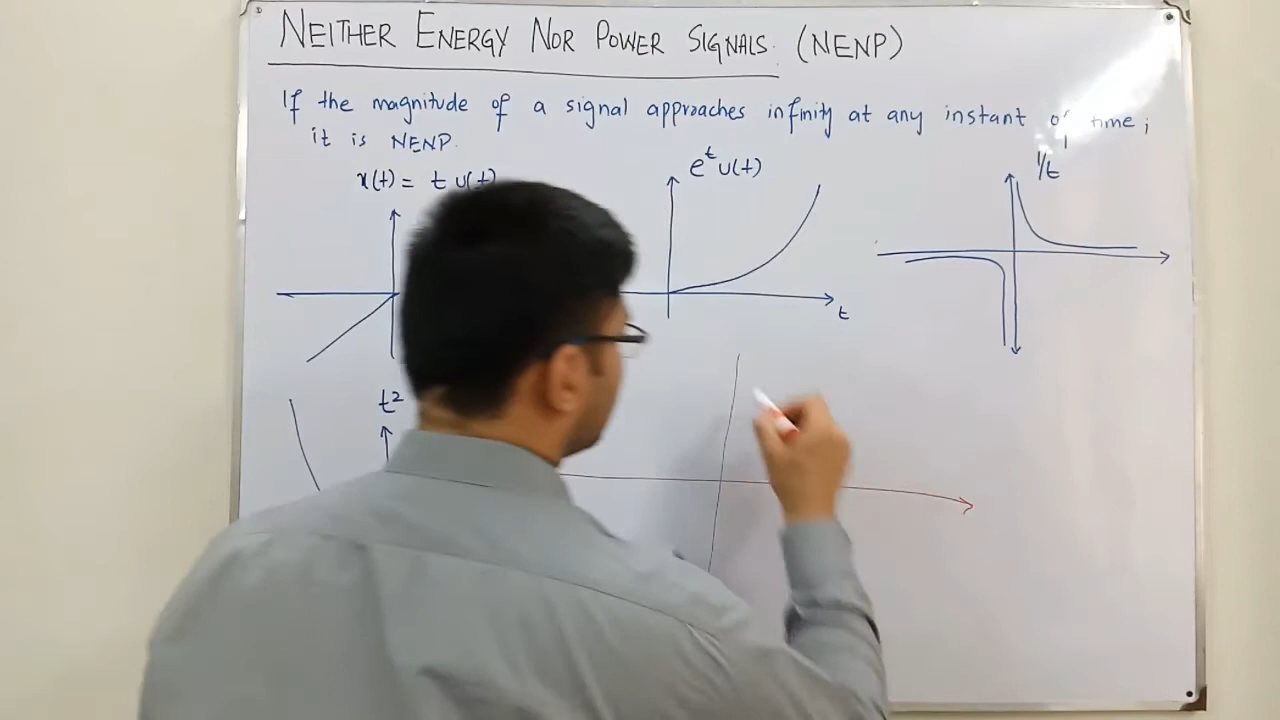 NEITHER ENERGY NOR POWER SIGNALS. (NENP)
If the magnitude of a signal approaches infinity at any instant of time ;
it is NENP.
x(t) = t u(t)
e^t u(t)
1/t
t
t²